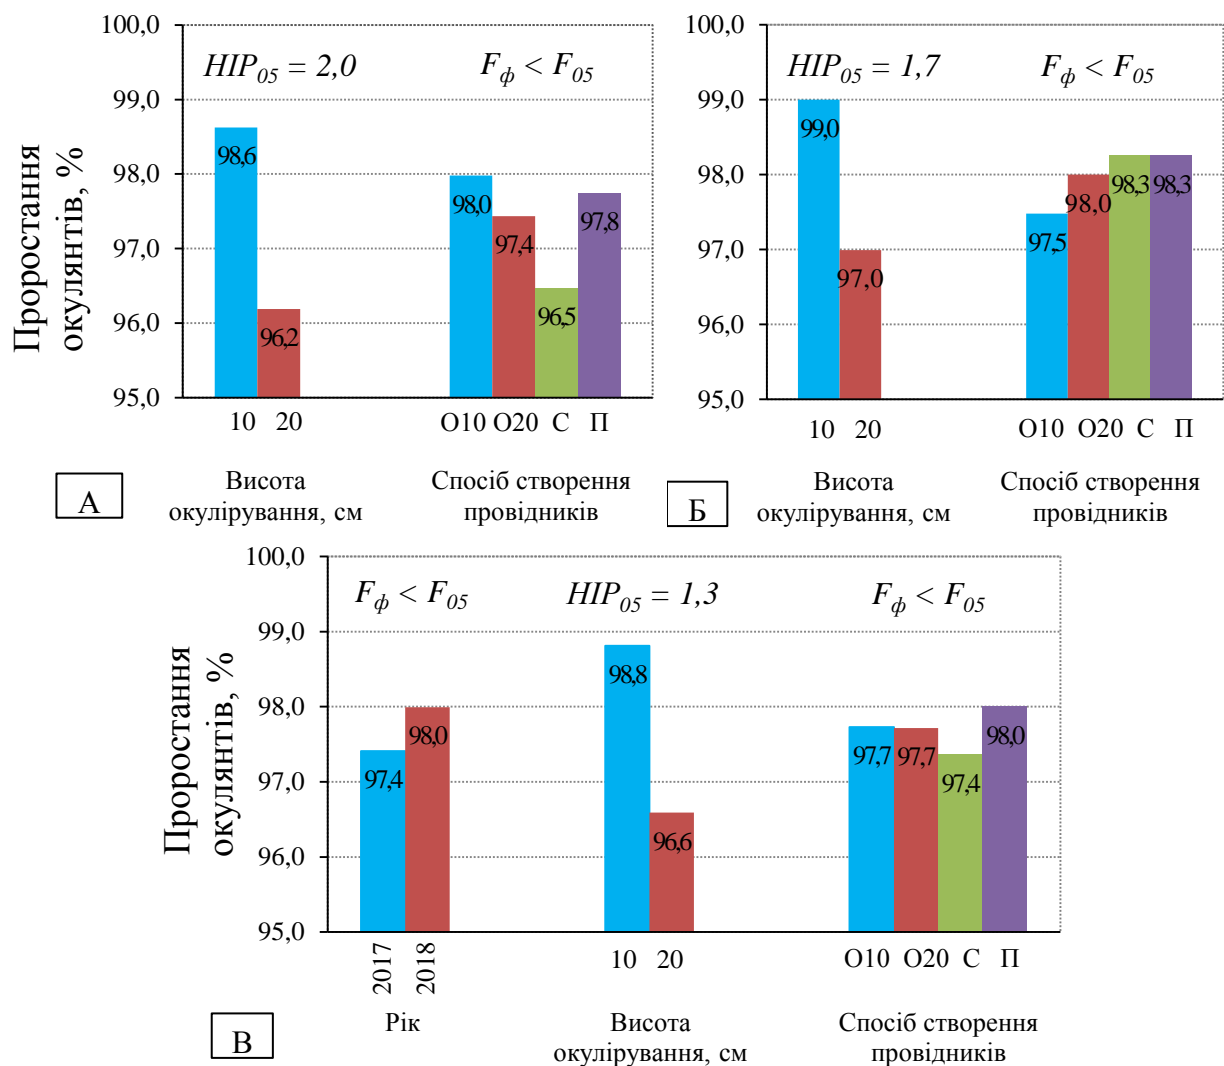 Проростання
окулянтів, %
100,0
99,0
98,0
97,0
96,0
95,0
НІР05 = 2,0
Fф < F05
98,6
96,2
98,0
97,4
96,5
97,8
10 20
О10 О20 С П
А
Висота
окулірування, см
Спосіб створення
провідників
100,0
99,0
98,0
97,0
96,0
95,0
НІР05 = 1,7
Fф < F05
99,0
97,0
97,5
98,0
98,3
98,3
10 20
О10 О20 С П
Б
Висота
окулірування, см
Спосіб створення
провідників
Проростання
окулянтів, %
100,0
99,0
98,0
97,0
96,0
95,0
Fф < F05
НІР05 = 1,3
Fф < F05
97,4
98,0
98,8
96,6
97,7
97,7
97,4
98,0
2017
2018
10 20
О10 О20 С П
В
Рік
Висота
окулірування, см
Спосіб створення
провідників